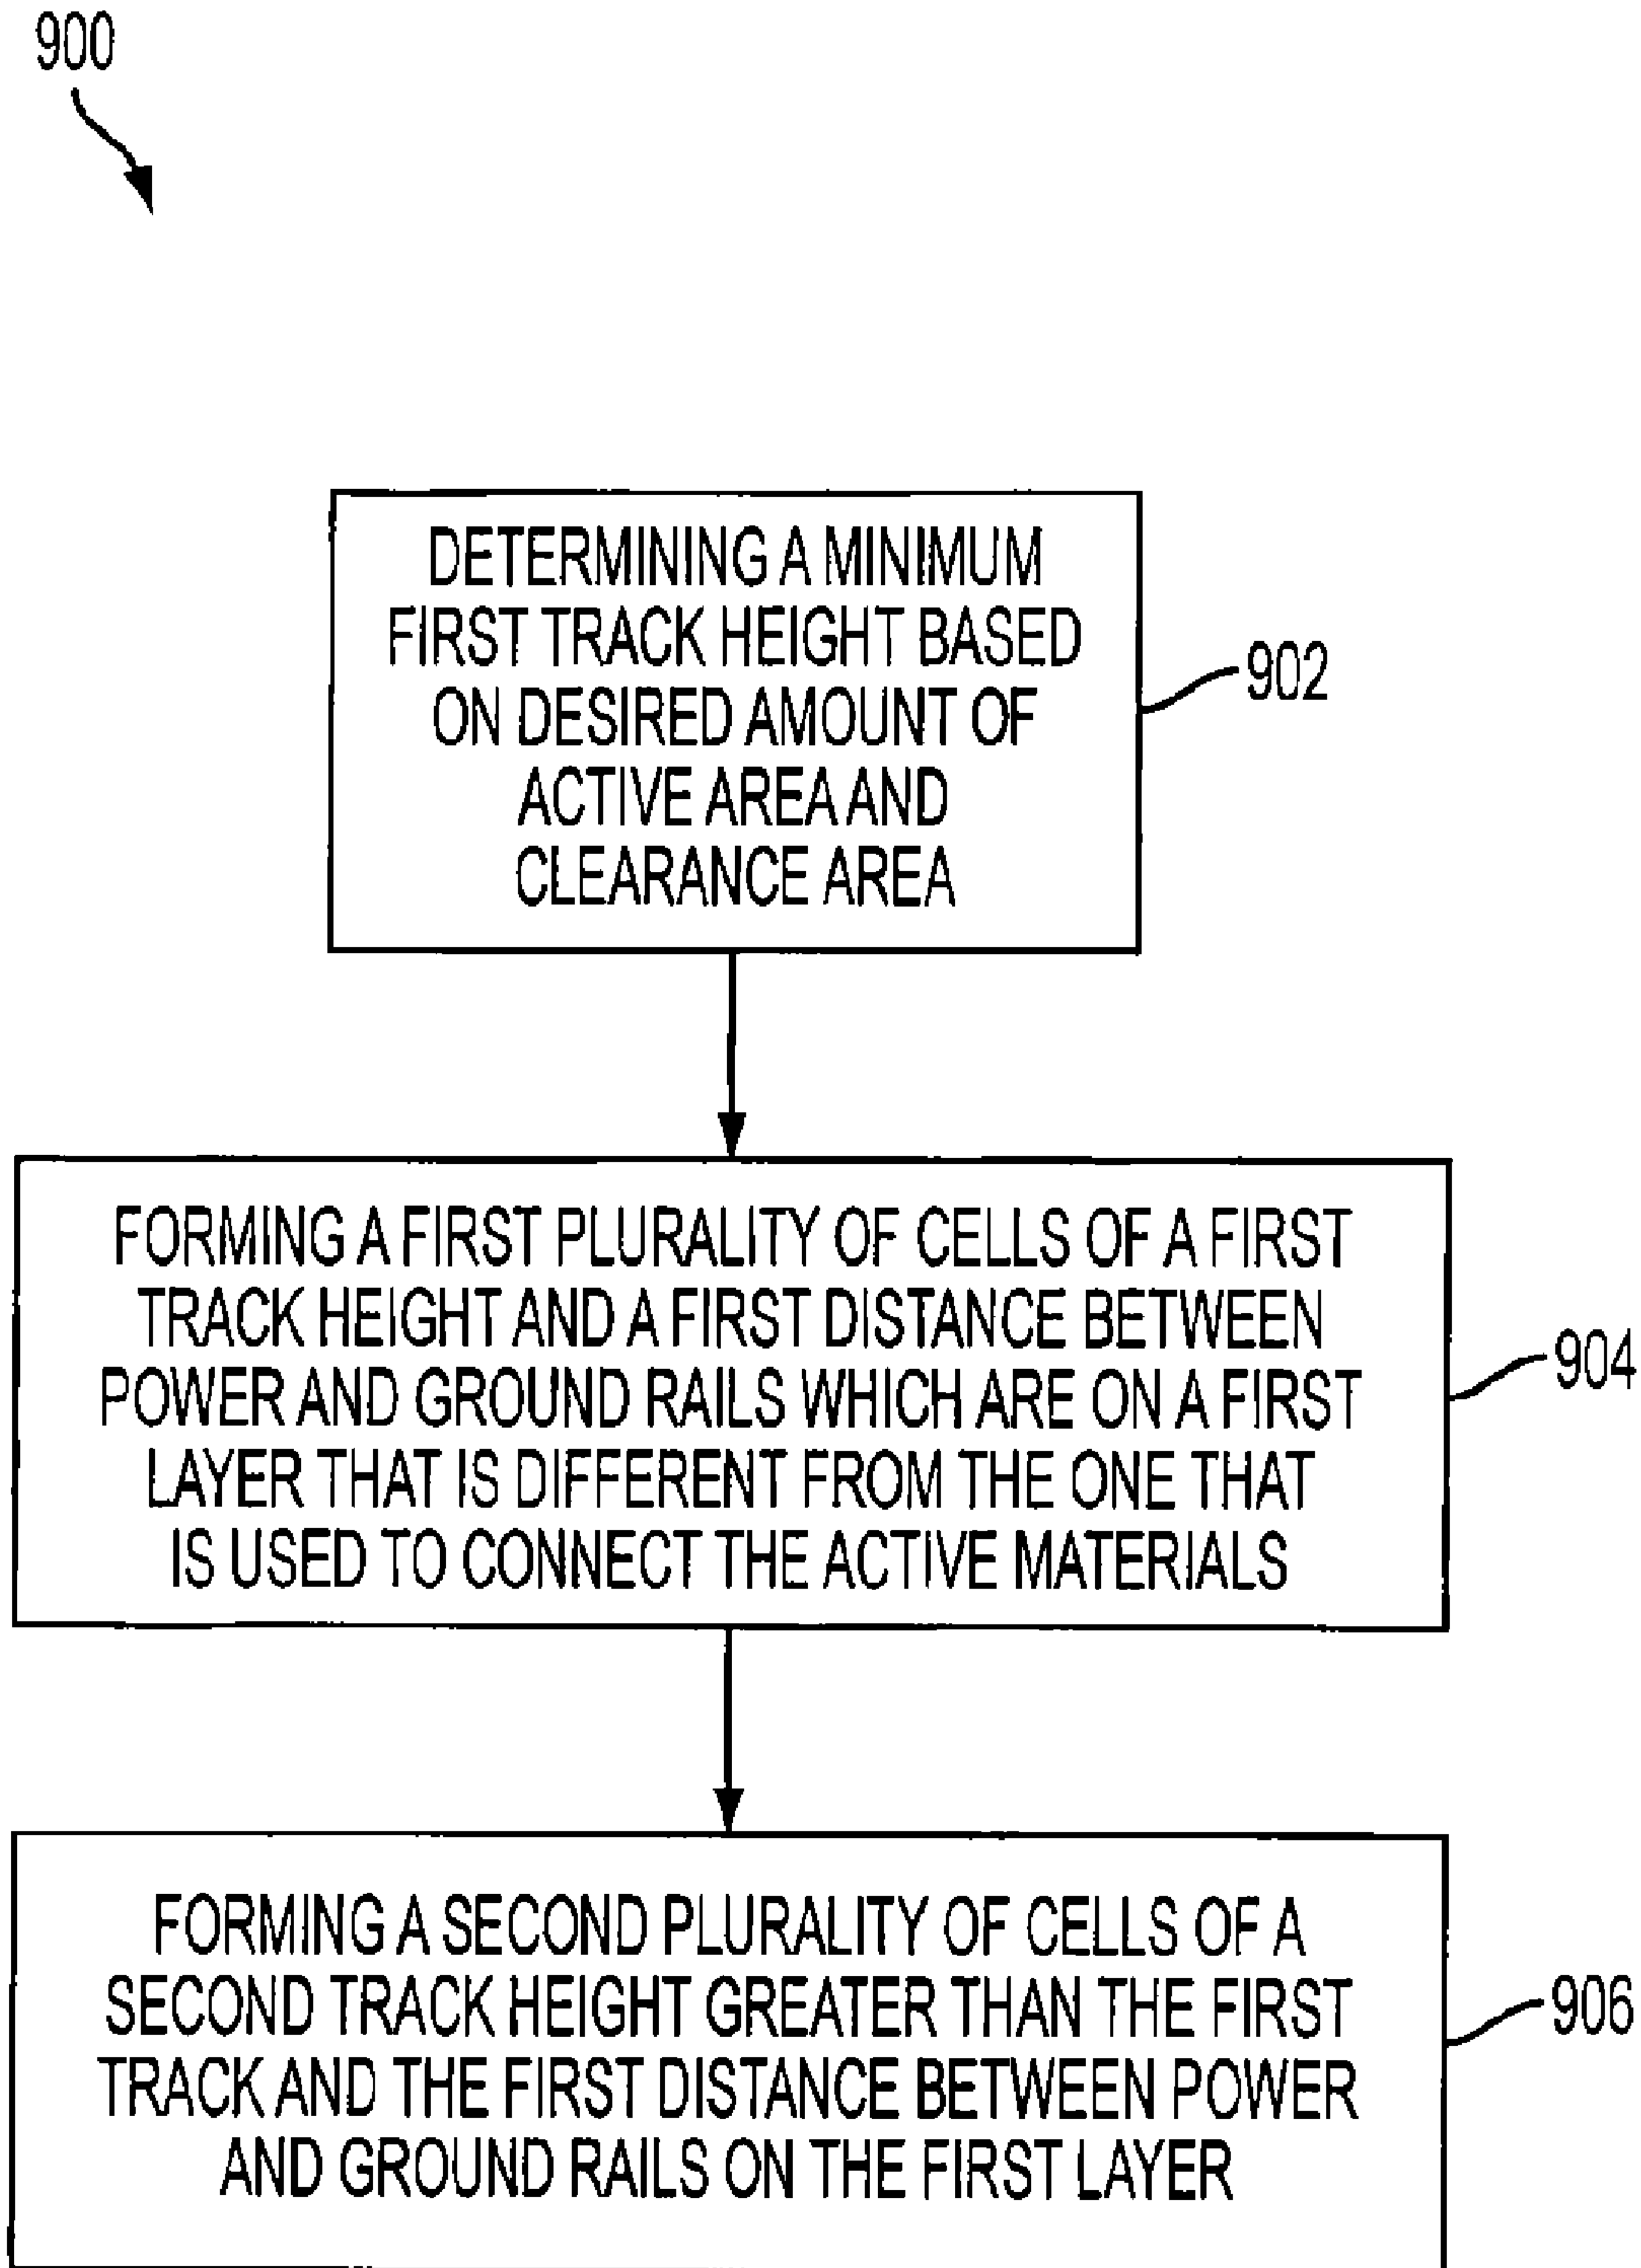 900
DETERMINING A MINIMUM
FIRST TRACK HEIGHT BASED
ON DESIRED AMOUNT OF
ACTIVE AREA AND
CLEARANCE AREA
902
FORMING A FIRST PLURALITY OF CELLS OF A FIRST
TRACK HEIGHT AND A FIRST DISTANCE BETWEEN
POWER AND GROUND RAILS WHICH ARE ON A FIRST
LAYER THAT IS DIFFERENT FROM THE ONE THAT
IS USED TO CONNECT THE ACTIVE MATERIALS
904
FORMING A SECOND PLURALITY OF CELLS OF A
SECOND TRACK HEIGHT GREATER THAN THE FIRST
TRACK AND THE FIRST DISTANCE BETWEEN POWER
AND GROUND RAILS ON THE FIRST LAYER
906